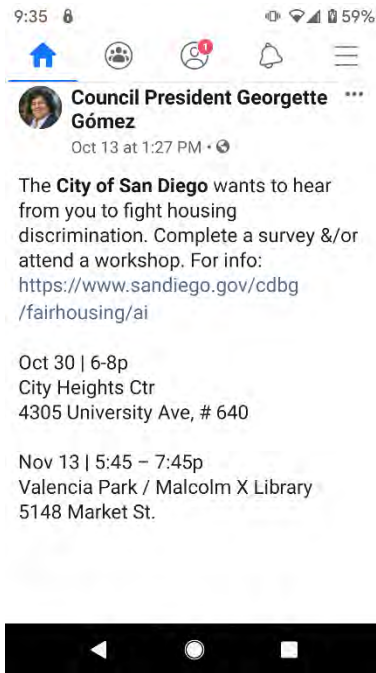 9:35
59%
1
Council President Georgette
Gómez
Oct 13 at 1:27 PM •
The City of San Diego wants to hear
from you to fight housing
discrimination. Complete a survey &/or
attend a workshop. For info:
https://www.sandiego.gov/cdbg
/fairhousing/ai
Oct 30 | 6-8p
City Heights Ctr
4305 University Ave, # 640
Nov 13 | 5:45 – 7:45p
Valencia Park / Malcolm X Library
5148 Market St.